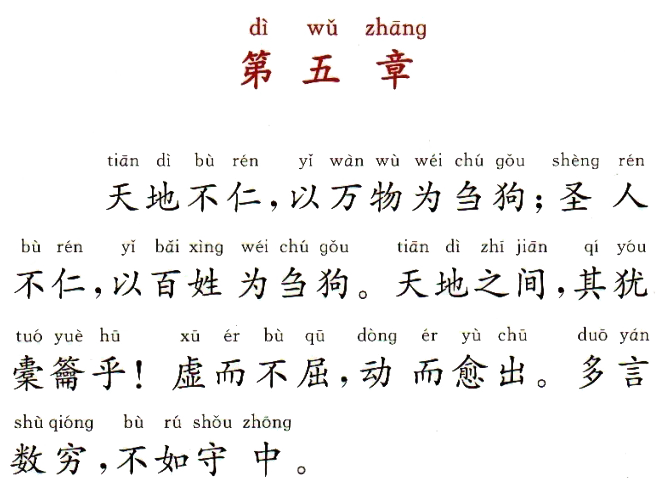 dì wǔ zhāng
第五章
tiān dì bù rén yǐ wàn wù wéi chú gǒu shèng rén
天地不仁，以万物为刍狗；圣人
bù rén yǐ bǎi xìng wéi chú gǒu tiān dì zhī jiān qí yóu
不仁，以百姓为刍狗。天地之间，其犹
tuó yuè hū xū ér bù qū dòng ér yù chū duō yán
橐籥乎！虚而不屈，动而愈出。多言
shù qióng bù rú shǒu zhōng
数穷，不如守中。